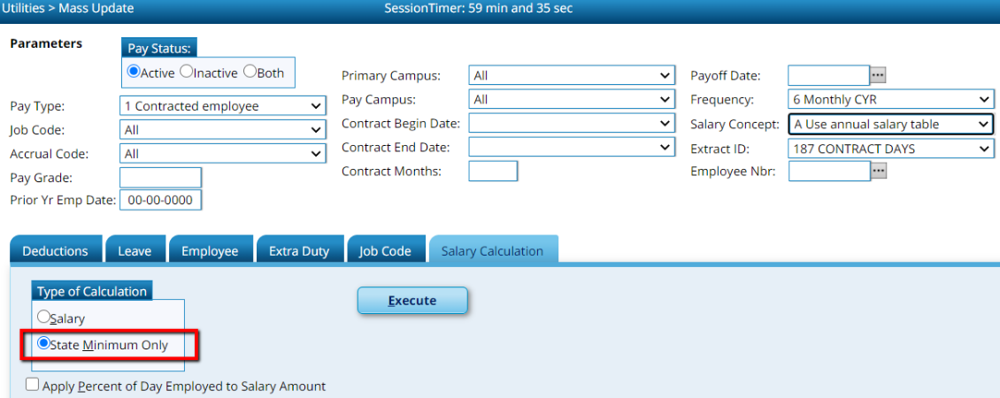 Utilities > Mass Update SessionTimer: 59 min and 35 sec
Parameters
Pay Status:
Active Inactive Both
Pay Type: 1 Contracted employee
Job Code: All
Accrual Code: All
Pay Grade:
Prior Yr Emp Date: 00-00-0000
Primary Campus: All
Pay Campus: All
Contract Begin Date:
Contract End Date:
Contract Months:
Payoff Date: ...
Frequency: 6 Monthly CYR
Salary Concept: A Use annual salary table
Extract ID: 187 CONTRACT DAYS
Employee Nbr: ...
Deductions Leave Employee Extra Duty Job Code Salary Calculation
Type of Calculation
Salary
State Minimum Only
Execute
Apply Percent of Day Employed to Salary Amount